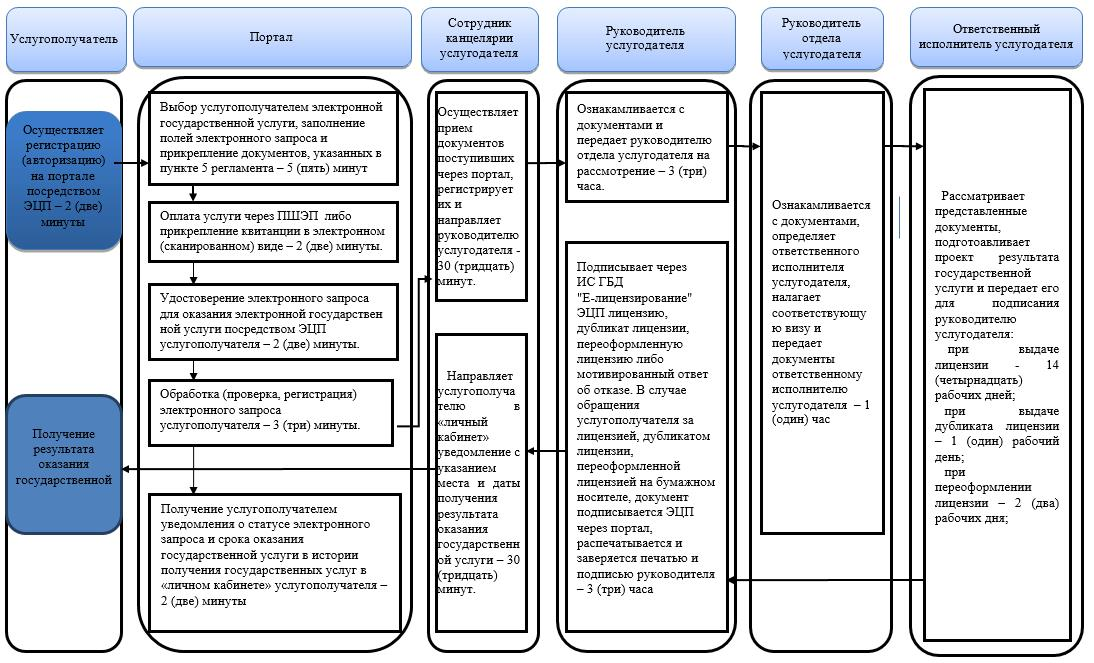 Услугополучатель
Портал
Сотрудник
канцелярии
услугодателя
Руководитель
услугодателя
Руководитель
отдела
услугодателя
Ответственный
исполнитель услугодателя
Осуществляет
регистрацию
(авторизацию)
на портале
посредством
ЭЦП – 2 (две)
минуты
Получение
результата
оказания
государственной
Выбор услугополучателем электронной
государственной услуги, заполнение
полей электронного запроса и
прикрепление документов, указанных в
пункте 5 регламента – 5 (пять) минут
Оплата услуги через ПШЭП либо
прикрепление квитанции в электронном
(сканированном) виде – 2 (две) минуты.
Удостоверение электронного запроса
для оказания электронной государствен
ной услуги посредством ЭЦП
услугополучателя – 2 (две) минуты.
Обработка (проверка, регистрация)
электронного запроса
услугополучателя – 3 (три) минуты.
Получение услугополучателем
уведомления о статусе электронного
запроса и срока оказания
государственной услуги в истории
получения государственных услуг в
«личном кабинете» услугополучателя –
2 (две) минуты
Осуществляет
прием
документов
поступивших
через портал,
регистрирует
их и
направляет
руководителю
услугодателя -
30 (тридцать)
минут.
Направляет
услугополуча
телю в
«личный
кабинет»
уведомление с
указанием
места и даты
получения
результата
оказания
государственн
ой услуги – 30
(тридцать)
минут.
Ознакамливается с
документами и
передает руководителю
отдела услугодателя на
рассмотрение – 3 (три)
часа.
Подписывает через
ИС ГБД
"Е-лицензирование"
ЭЦП лицензию,
дубликат лицензии,
переоформленную
лицензию либо
мотивированный ответ
об отказе. В случае
обращения
услугополучателя за
лицензией, дубликатом
лицензии,
переоформленной
лицензией на бумажном
носителе, документ
подписывается ЭЦП
через портал,
распечатывается и
заверяется печатью и
подписью руководителя
– 3 (три) часа
Ознакамливается
с документами,
определяет
ответственного
исполнителя
услугодателя,
налагает
соответствующу
ю визу и
передает
документы
ответственному
исполнителю
услугодателя – 1
(один) час
Рассматривает
представленные
документы,
подготоавливает
проект результата
государственной
услуги и передает его
для подписания
руководителю
услугодателя:
при выдаче
лицензии - 14
(четырнадцать)
рабочих дней;
при выдаче
дубликата лицензии
– 1 (один) рабочий
день;
при
переоформлении
лицензии – 2 (два)
рабочих дня;